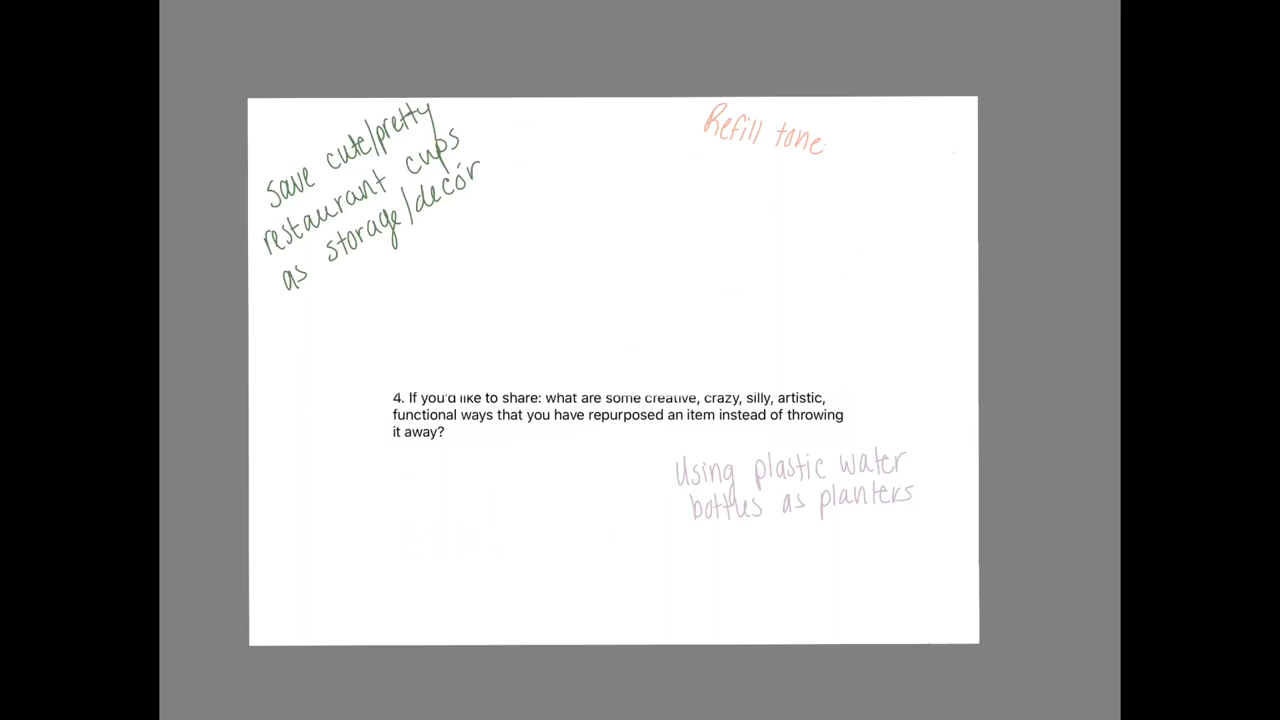 save cute/pretty
restaurant cups
as storage/decór
Refill tone
4. If you'd like to share: what are some creative, crazy, silly, artistic,
functional ways that you have repurposed an item instead of throwing
it away?
Using plastic water
bottles as planters